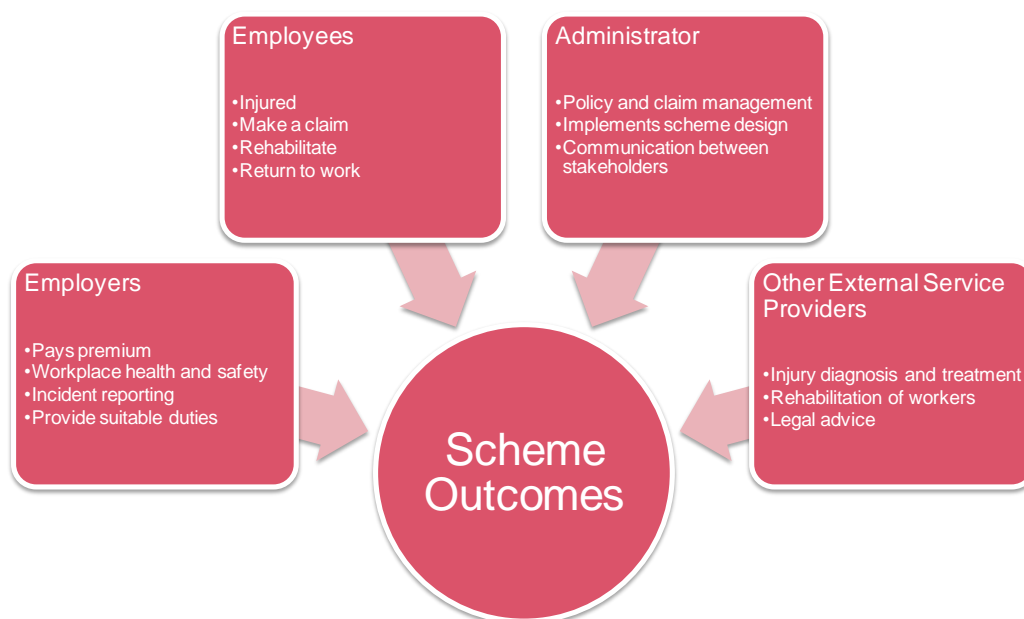 Employees
•Injured
•Make a claim
•Rehabilitate
•Return to work
Administrator
•Policy and claim management
•Implements scheme design
•Communication between
stakeholders
Employers
•Pays premium
•Workplace health and safety
•Incident reporting
•Provide suitable duties
Other External Service
Providers
•Injury diagnosis and treatment
•Rehabilitation of workers
•Legal advice
Scheme
Outcomes